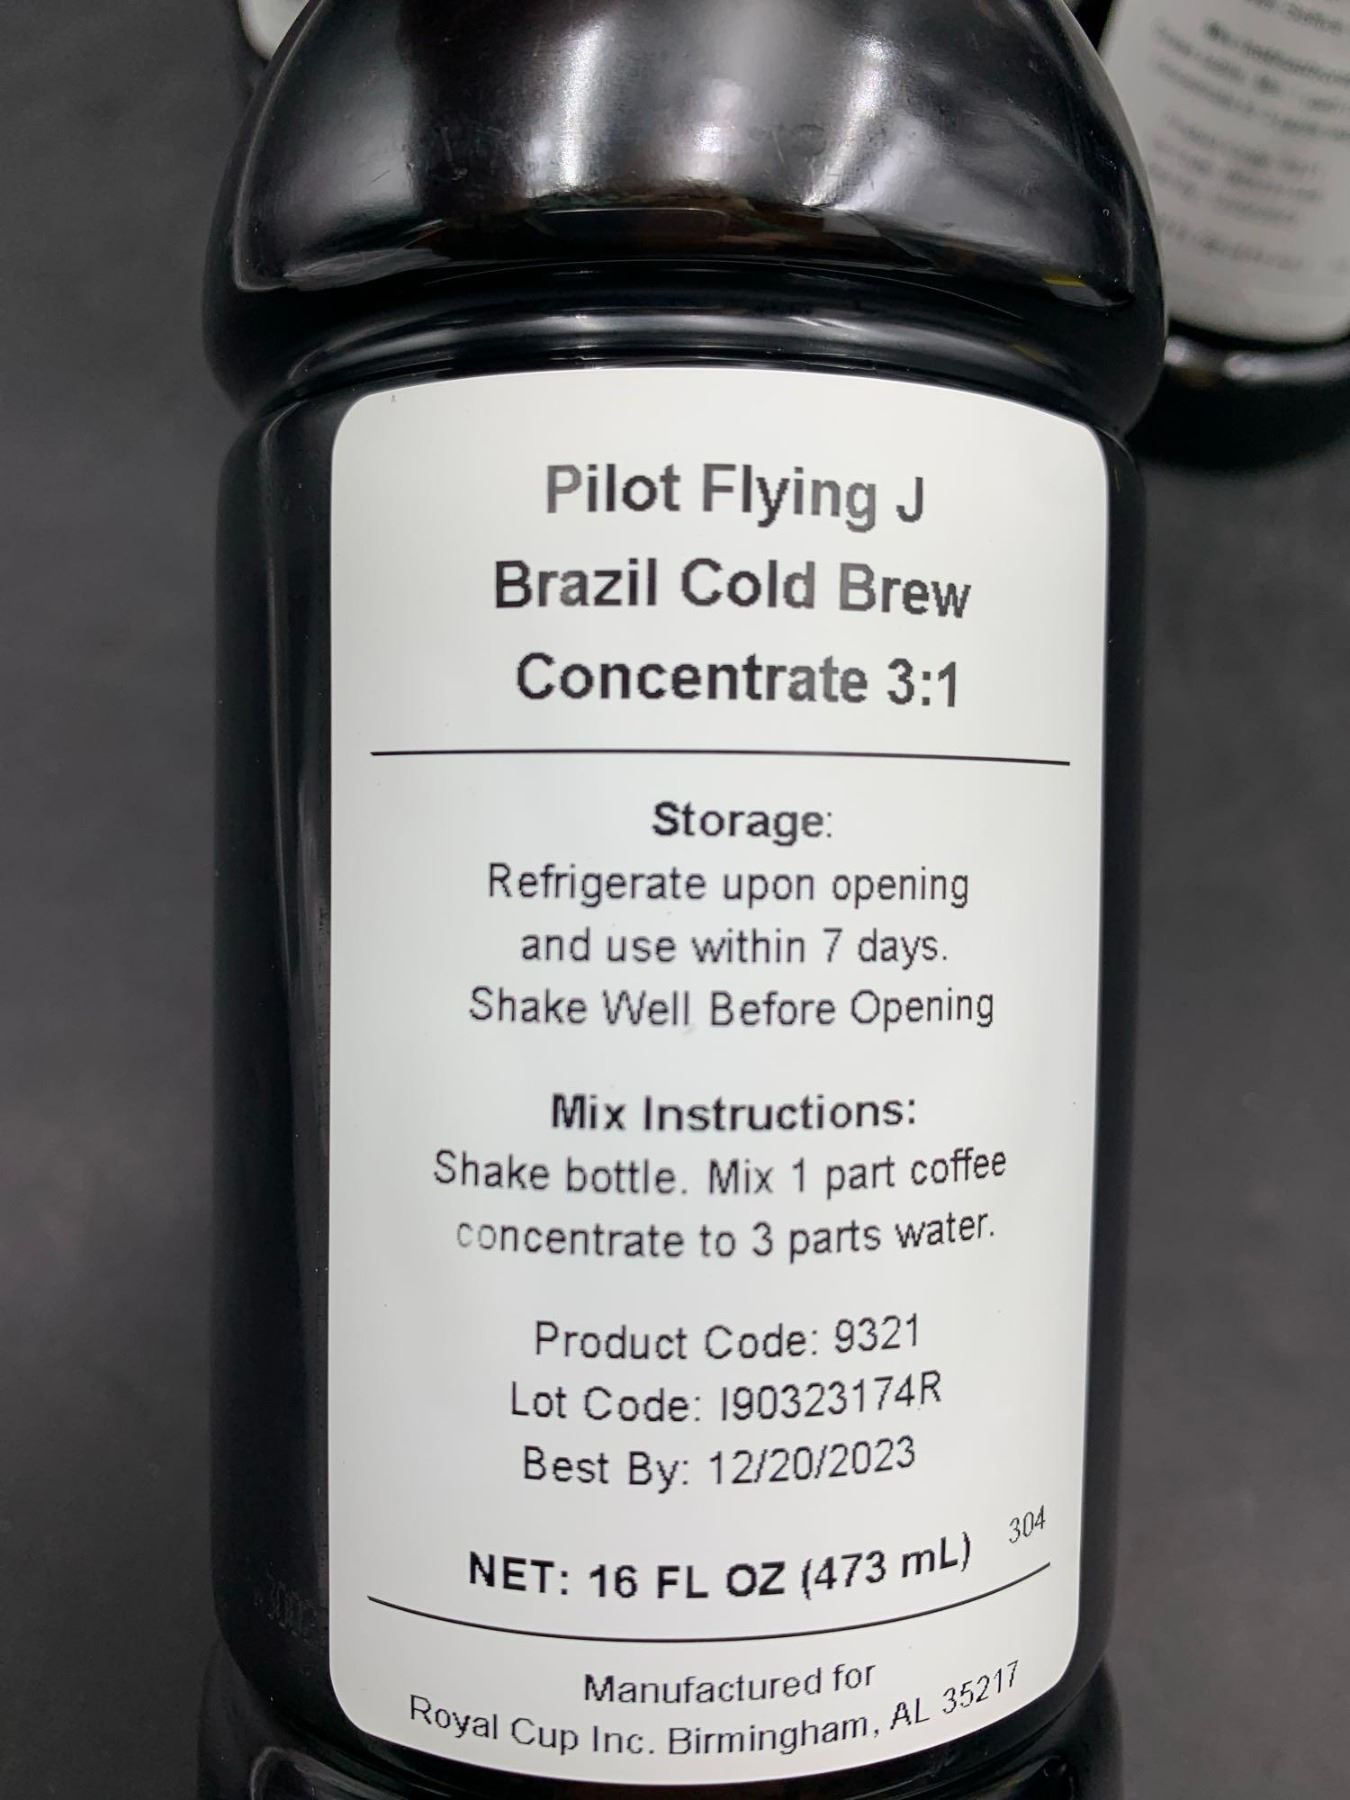 Pilot Flying J
Brazil Cold Brew
Concentrate 3:1
Storage:
Refrigerate upon opening
and use within 7 days.
Shake Well Before Opening
Mix Instructions:
Shake bottle. Mix 1 part coffee
concentrate to 3 parts water.
Product Code: 9321
Lot Code: I90323174R
Best By: 12/20/2023
304
NET: 16 FL OZ (473 mL)
Manufactured for
Royal Cup Inc. Birmingham, AL 35217